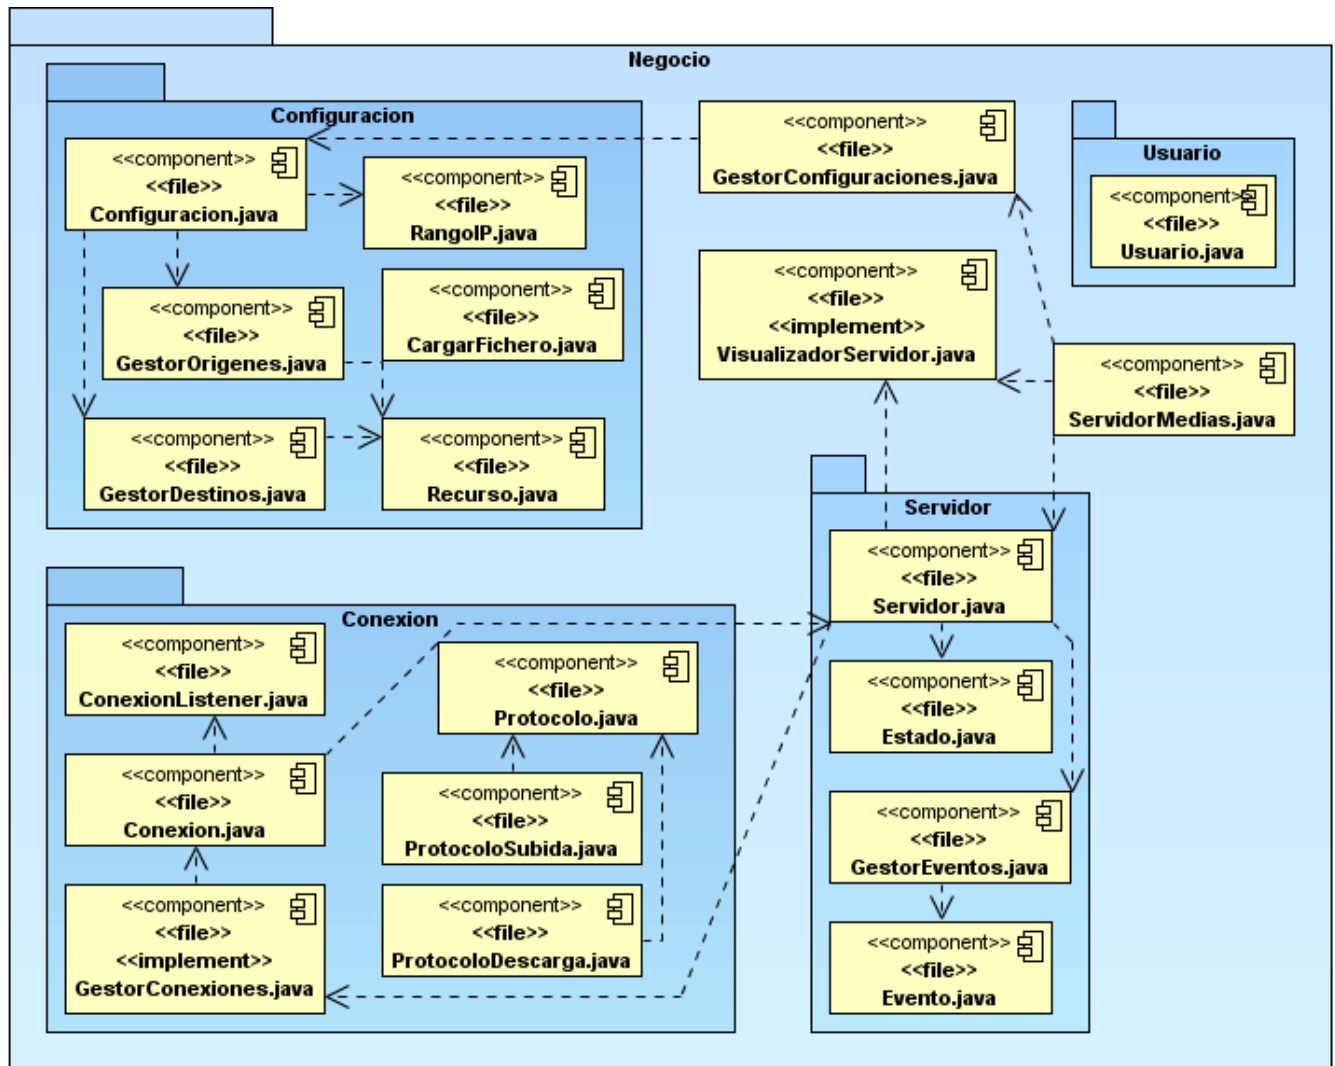 Negocio
Configuracion
<<component>>
<<file>>
Configuracion.java
<<component>>
<<file>>
RangoIP.java
<<component>>
<<file>>
GestorOrigenes.java
<<component>>
<<file>>
CargarFichero.java
<<component>>
<<file>>
GestorDestinos.java
<<component>>
<<file>>
Recurso.java
<<component>>
<<file>>
GestorConfiguraciones.java
Usuario
<<component>>
<<file>>
Usuario.java
<<component>>
<<file>>
<<implement>>
VisualizadorServidor.java
<<component>>
<<file>>
ServidorMedias.java
Conexion
<<component>>
<<file>>
ConexionListener.java
<<component>>
<<file>>
Protocolo.java
<<component>>
<<file>>
Conexion.java
<<component>>
<<file>>
ProtocoloSubida.java
<<component>>
<<file>>
<<implement>>
GestorConexiones.java
<<component>>
<<file>>
ProtocoloDescarga.java
Servidor
<<component>>
<<file>>
Servidor.java
<<component>>
<<file>>
Estado.java
<<component>>
<<file>>
GestorEventos.java
<<component>>
<<file>>
Evento.java